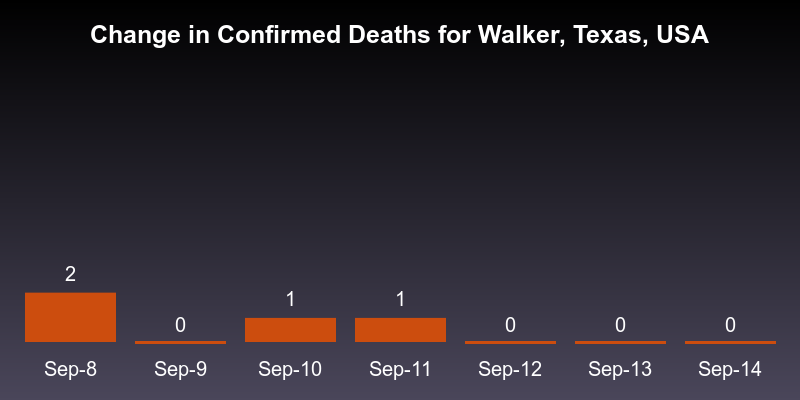 Change in Confirmed Deaths for Walker, Texas, USA
2
0
1
1
0
0
0
Sep-8
Sep-9
Sep-10
Sep-11
Sep-12
Sep-13
Sep-14